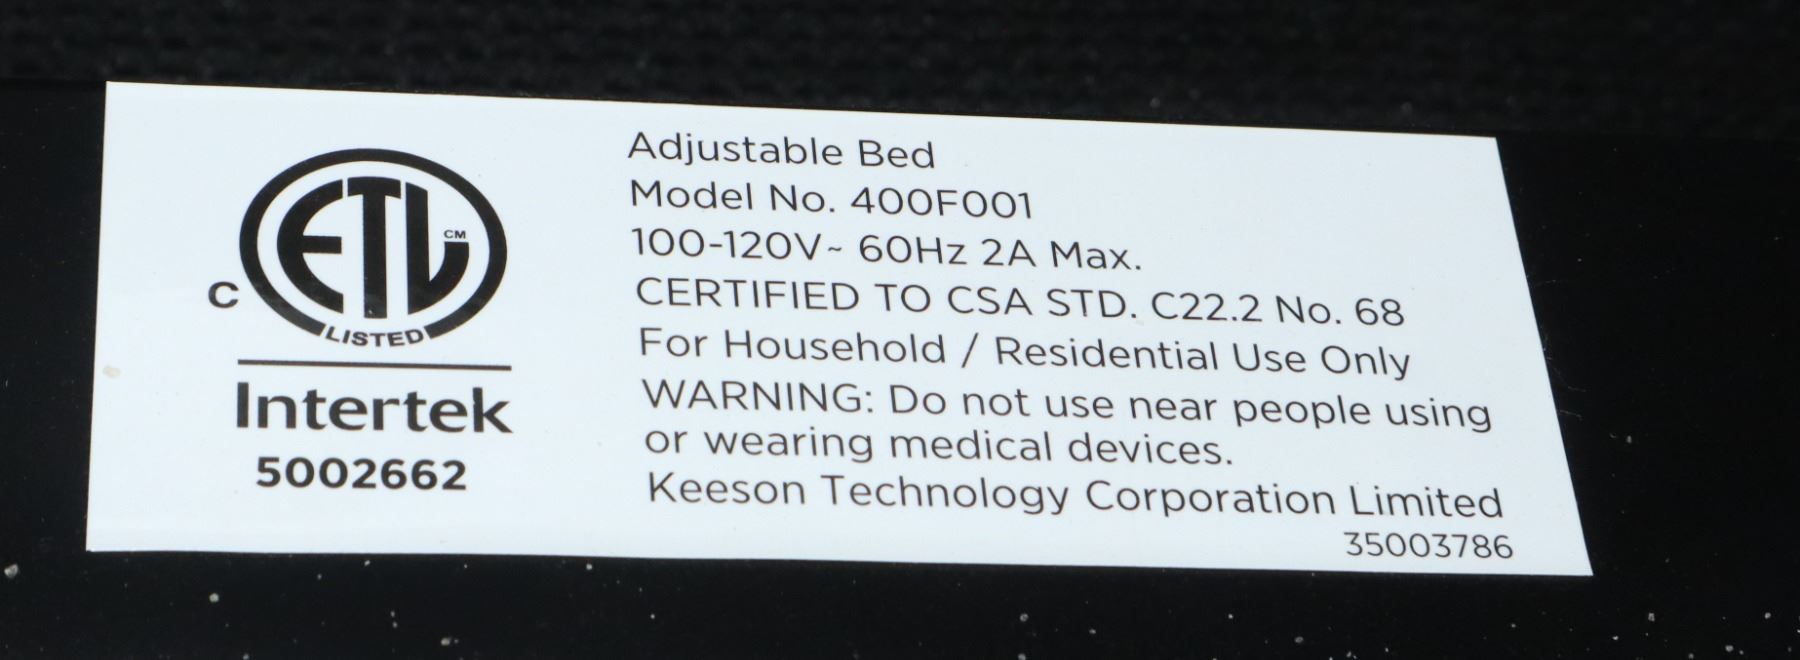 ETL CM
C
LISTED
Intertek
5002662
Adjustable Bed
Model No. 400F001
100-120V~ 60Hz 2A Max.
CERTIFIED TO CSA STD. C22.2 No. 68
For Household / Residential Use Only
WARNING: Do not use near people using
or wearing medical devices.
Keeson Technology Corporation Limited
35003786